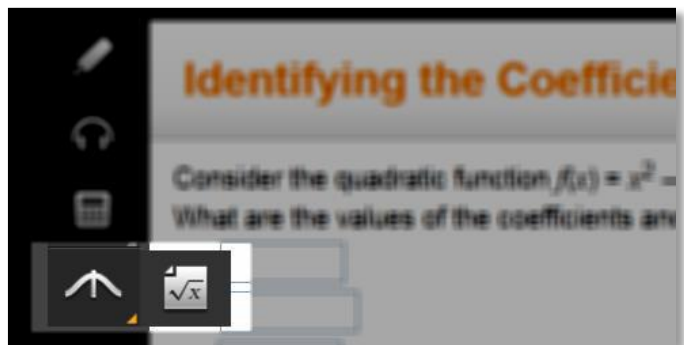 Identifying the Coefficie
Consider the quadratic function f(x) = x² –
What are the values of the coefficients and
√x